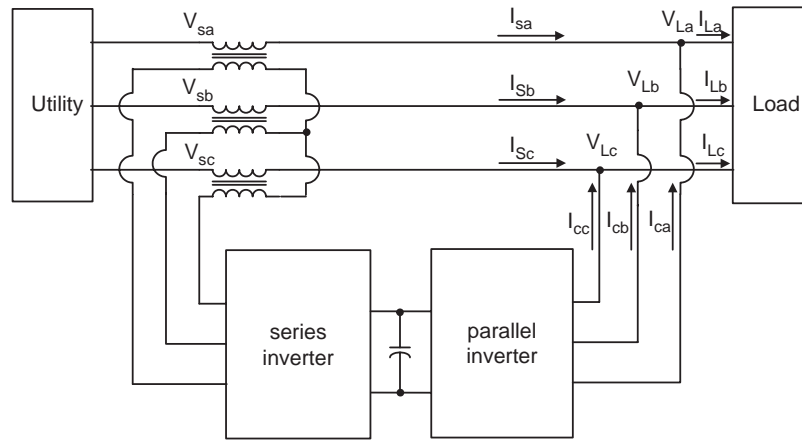 V_sa
I_sa
V_La
I_La
Utility
V_sb
I_Sb
V_Lb
I_Lb
Load
V_sc
I_Sc
V_Lc
I_Lc
I_cc
I_cb
I_ca
series
inverter
parallel
inverter